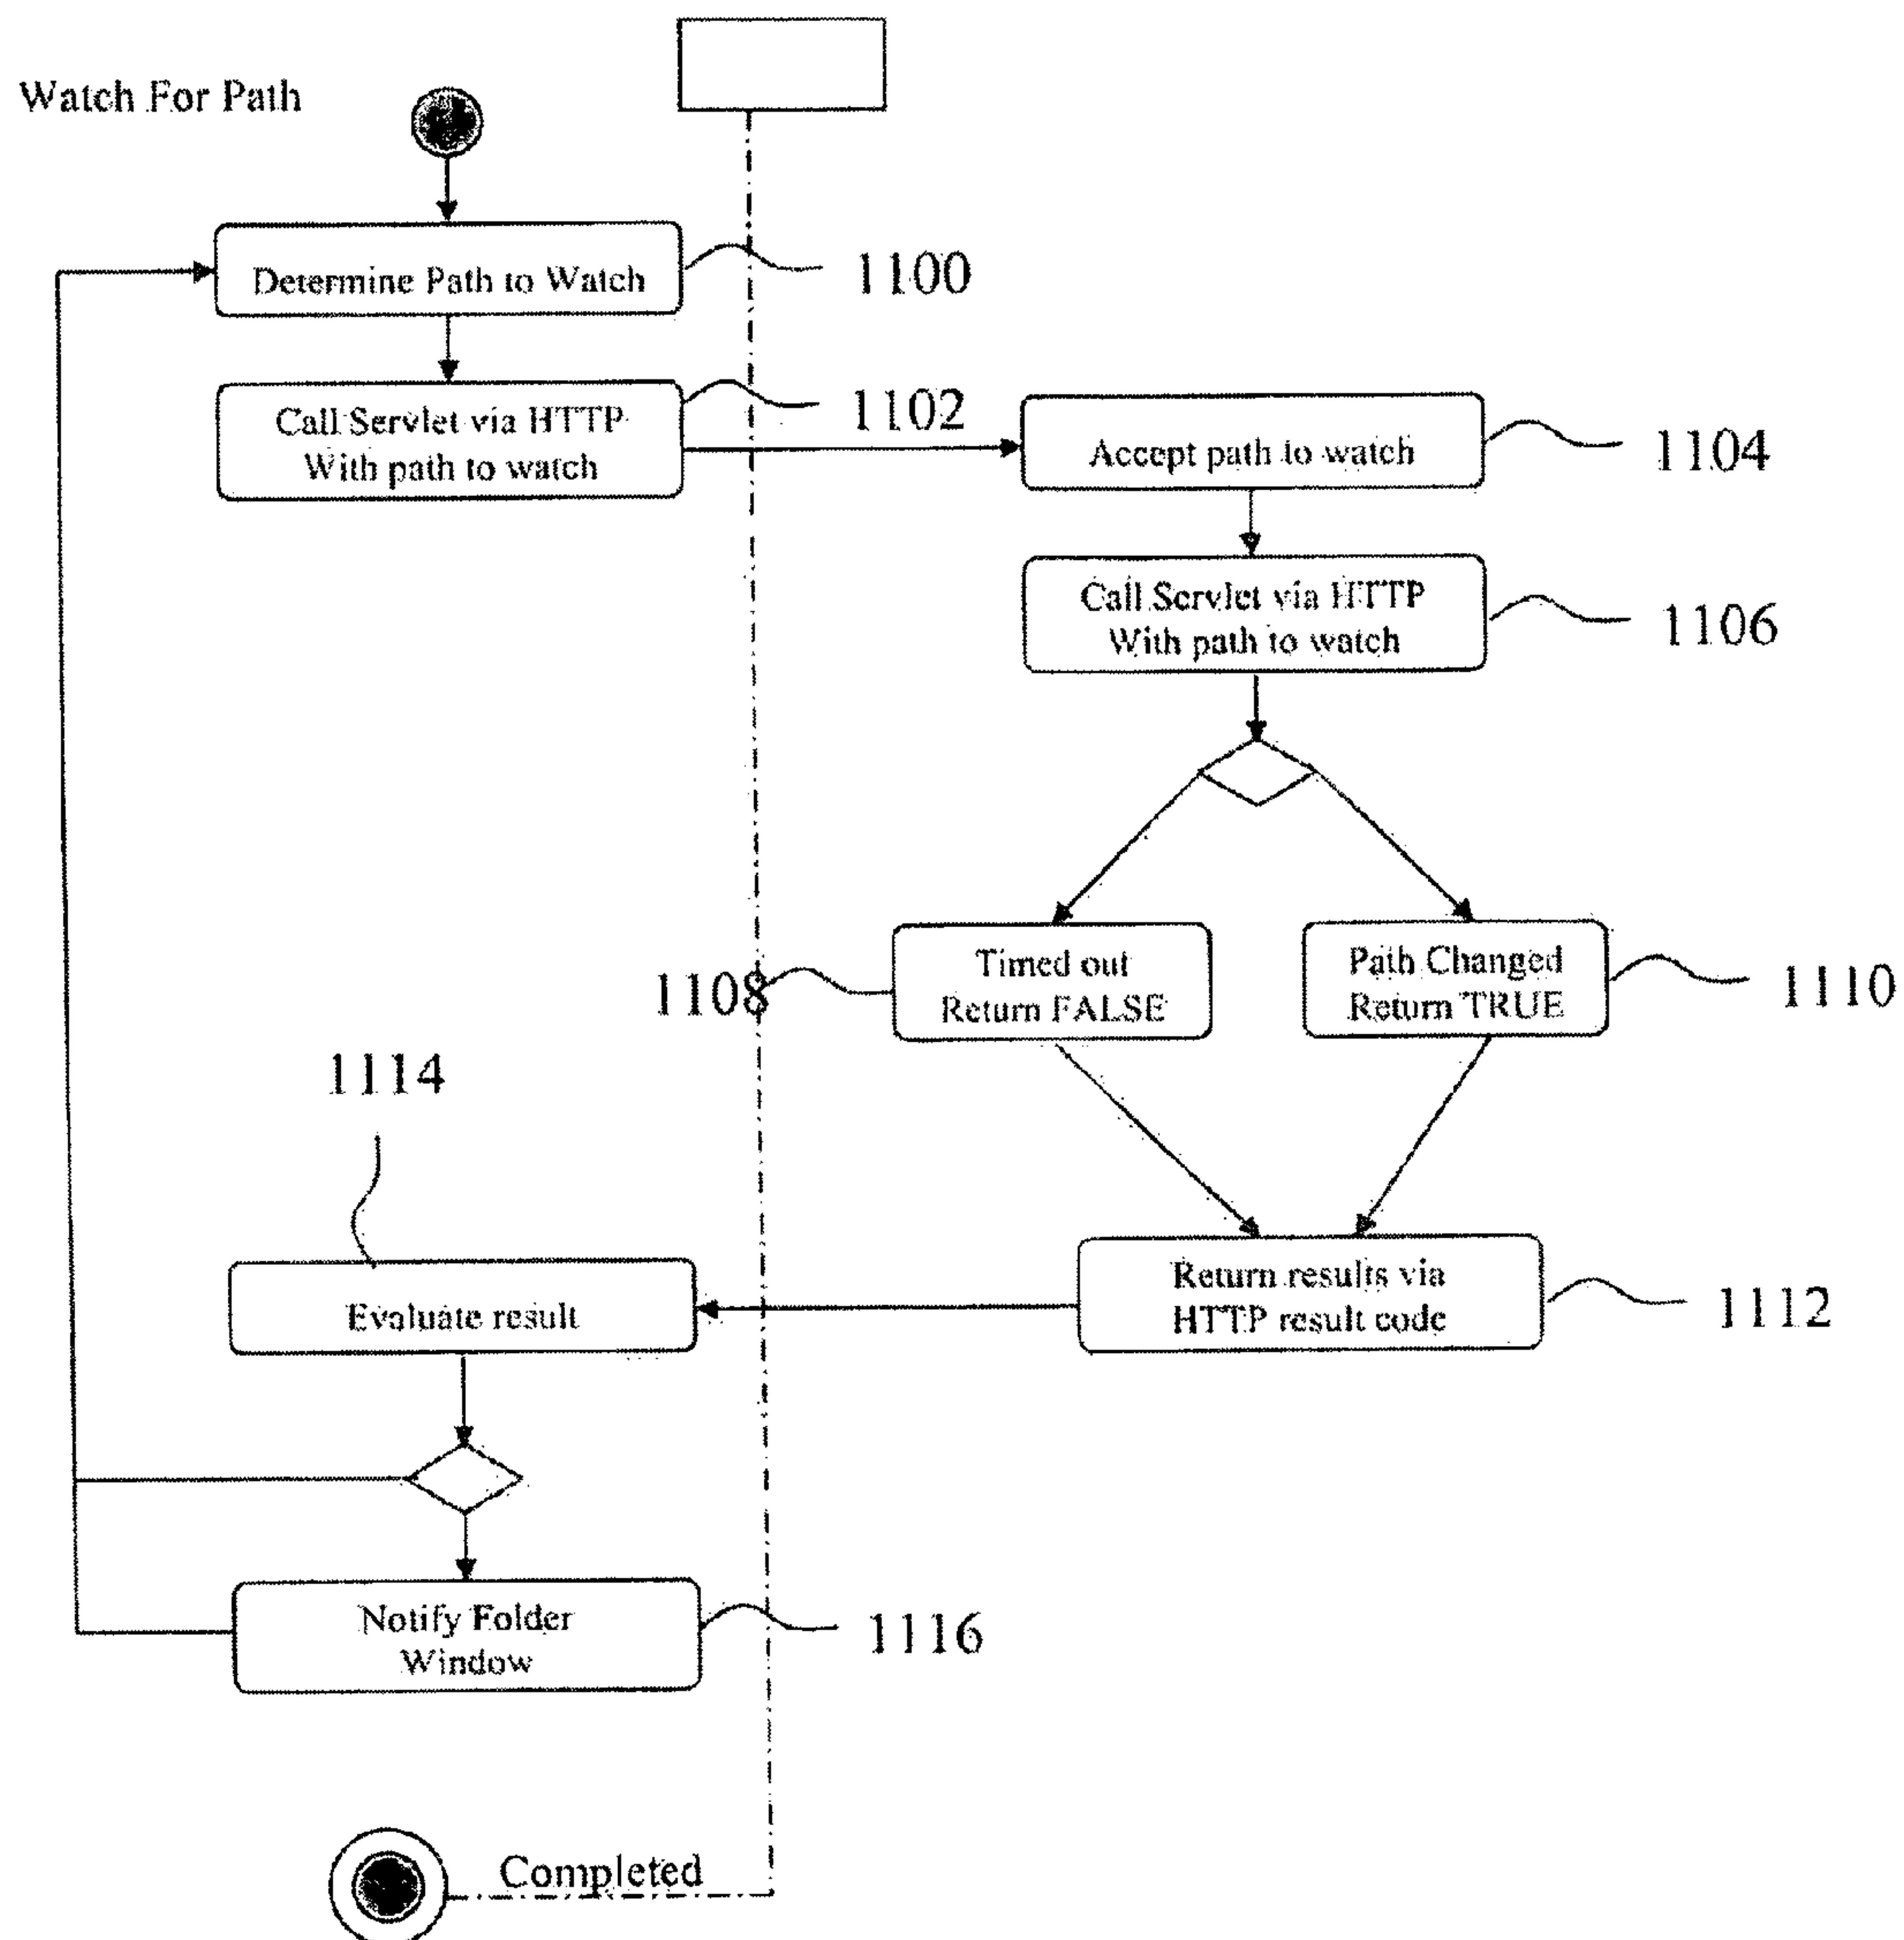 Watch For Path
Determine Path to Watch
1100
Call Servlet via HTTP
With path to watch
1102
Accept path to watch
1104
Call Servlet via HTTP
With path to watch
1106
Timed out
Return FALSE
1108
Path Changed
Return TRUE
1110
1114
Evaluate result
Return results via
HTTP result code
1112
Notify Folder
Window
1116
Completed